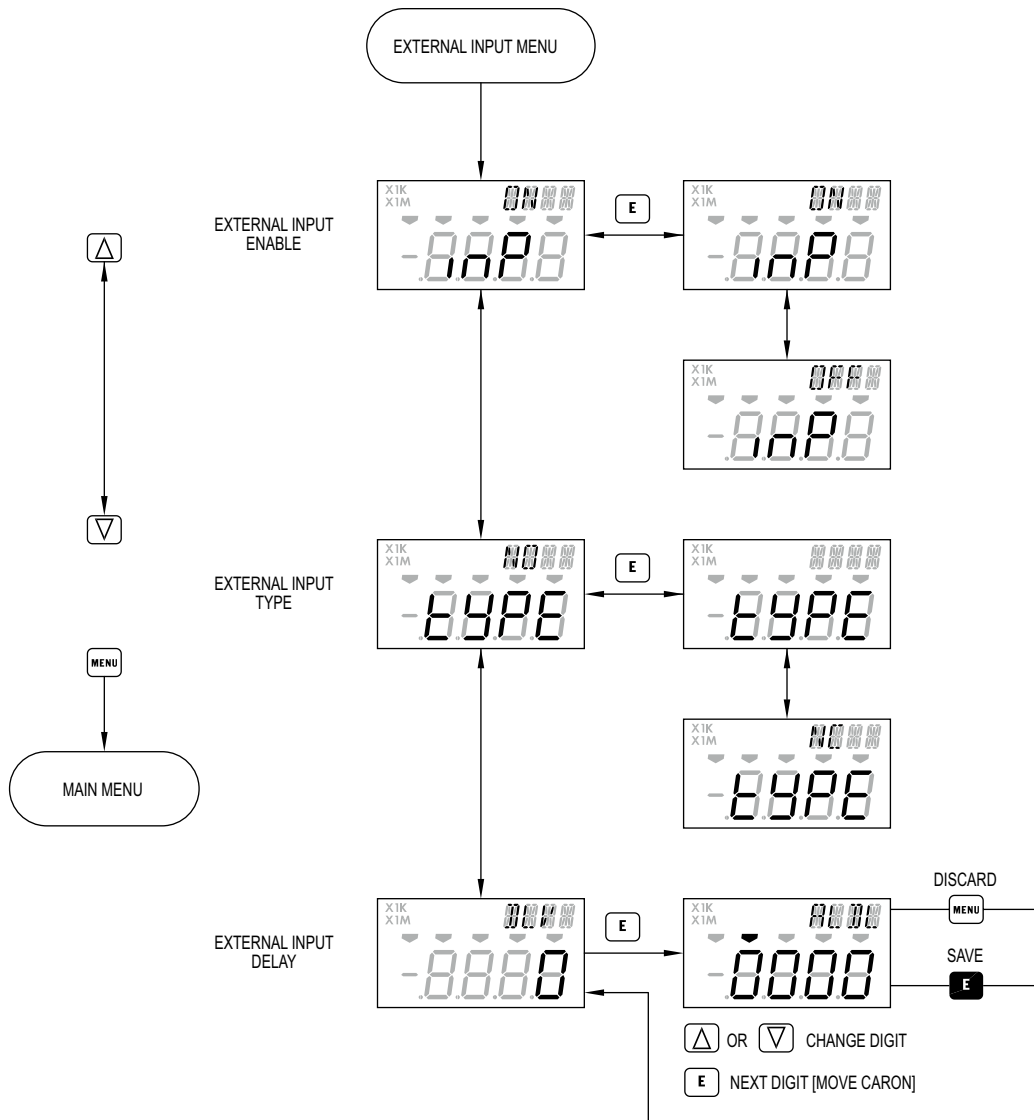 EXTERNAL INPUT MENU
EXTERNAL INPUT
ENABLE
X1K
X1M
ON
inP
E
X1K
X1M
ON
inP
X1K
X1M
OFF
inP
EXTERNAL INPUT
TYPE
X1K
X1M
NO
tYPE
E
X1K
X1M
tYPE
X1K
X1M
NC
tYPE
MENU
MAIN MENU
EXTERNAL INPUT
DELAY
X1K
X1M
0
E
X1K
X1M
0000
DISCARD
MENU
SAVE
E
OR
CHANGE DIGIT
E
NEXT DIGIT [MOVE CARON]